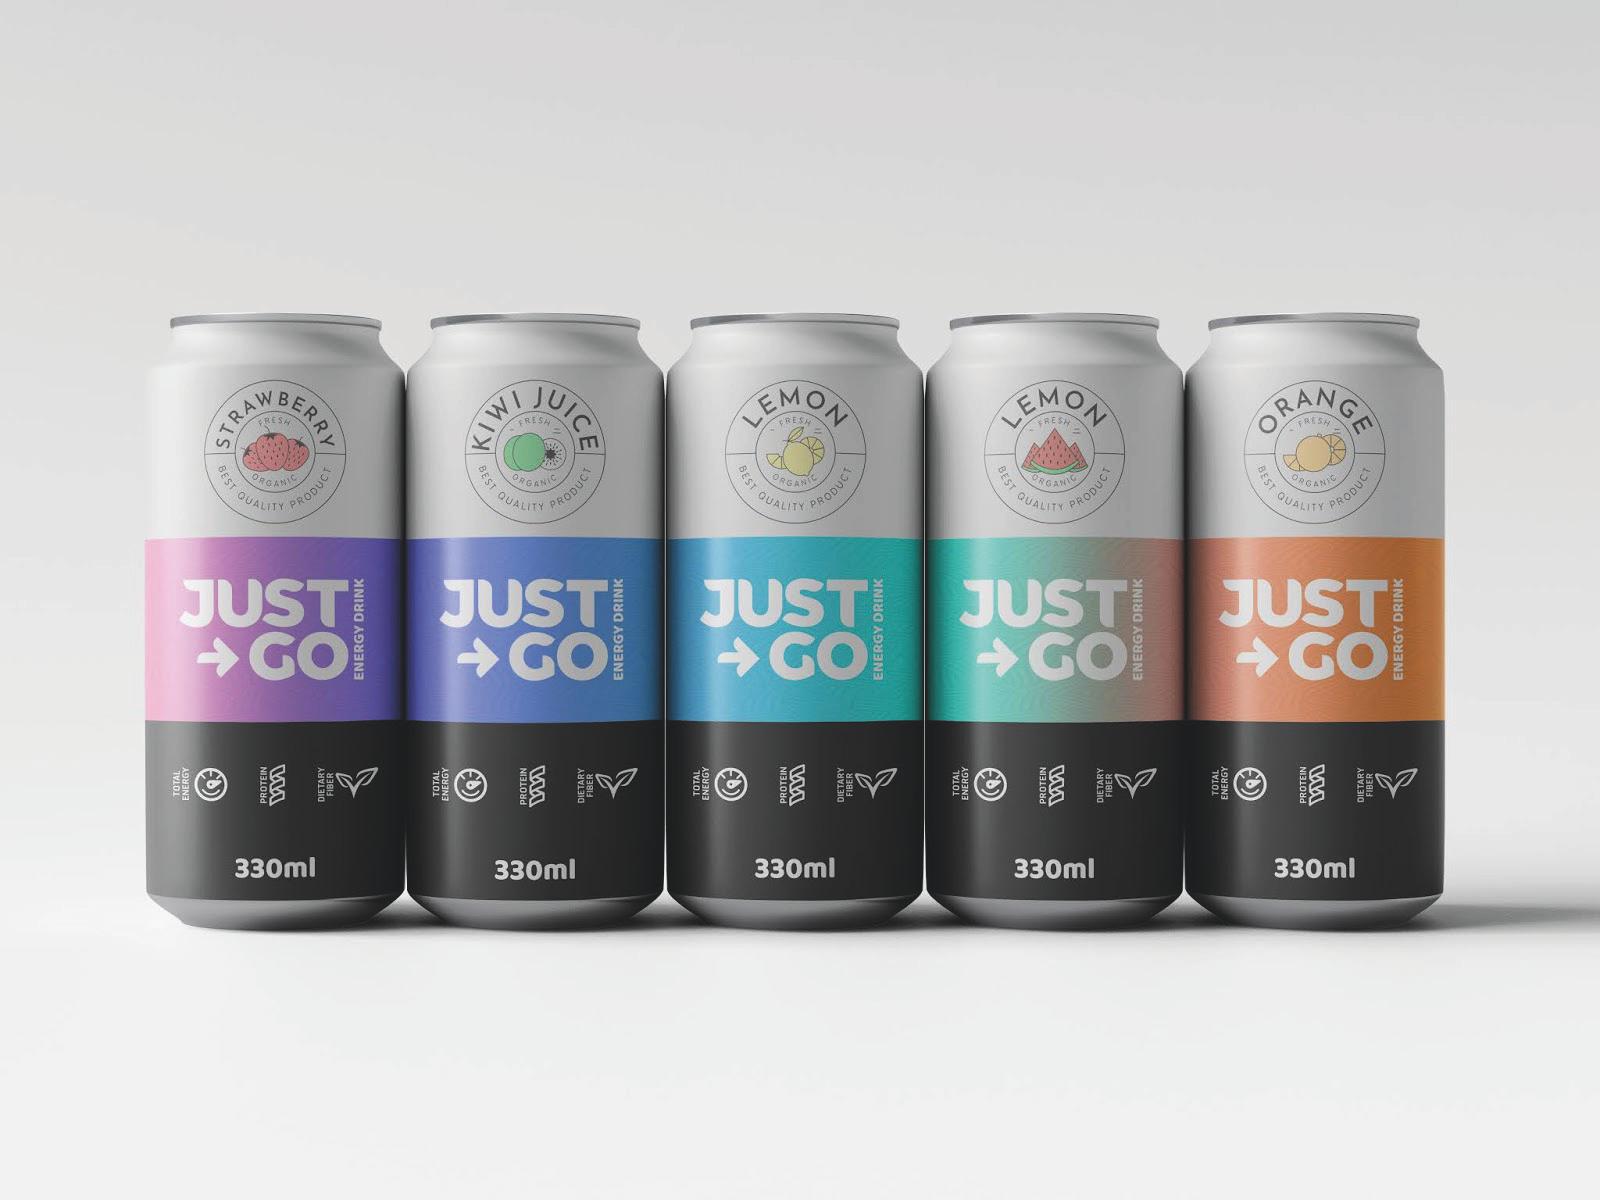 STRAWBERRY
FRESH
ORGANIC
BEST QUALITY PRODUCT
JUST
→GO
ENERGY DRINK
TOTAL
ENERGY
PROTEIN
DIETARY
FIBER
330ml
KIWI JUICE
FRESH
ORGANIC
BEST QUALITY PRODUCT
JUST
→GO
ENERGY DRINK
TOTAL
ENERGY
PROTEIN
DIETARY
FIBER
330ml
LEMON
FRESH
ORGANIC
BEST QUALITY PRODUCT
JUST
→GO
ENERGY DRINK
TOTAL
ENERGY
PROTEIN
DIETARY
FIBER
330ml
LEMON
FRESH
ORGANIC
BEST QUALITY PRODUCT
JUST
→GO
ENERGY DRINK
TOTAL
ENERGY
PROTEIN
DIETARY
FIBER
330ml
ORANGE
FRESH
ORGANIC
BEST QUALITY PRODUCT
JUST
→GO
ENERGY DRINK
TOTAL
ENERGY
PROTEIN
DIETARY
FIBER
330ml